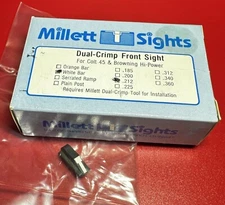 Millett Sights
Dual-Crimp Front Sight
For Colt 45 & Browning Hi-Power
Orange Bar .185 .312
White Bar .200 .340
Serrated Ramp .212 .360
Plain Post .225
Requires Millett Dual-Crimp Tool for Installation